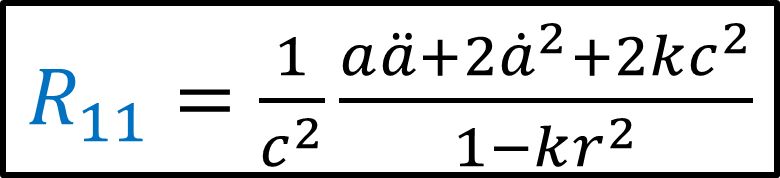 R₁₁ = 1/c² (aä+2ȧ²+2kc²)/(1−kr²)